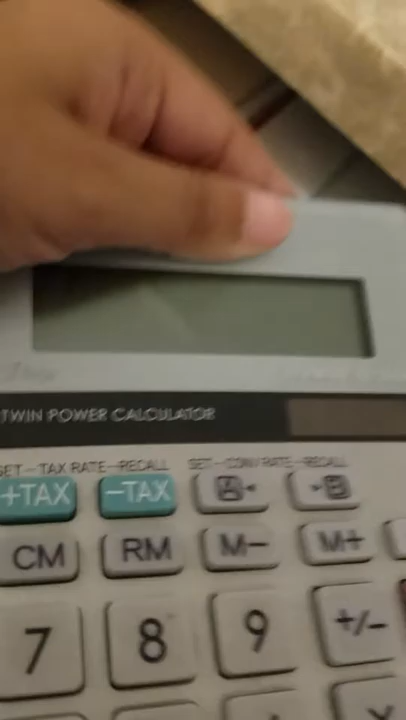 TWIN POWER CALCULATOR
SET-TAX RATE-RECALL SET-CONV RATE-RECALL
+TAX -TAX
CM RM M- M+
7 8 9 +/-